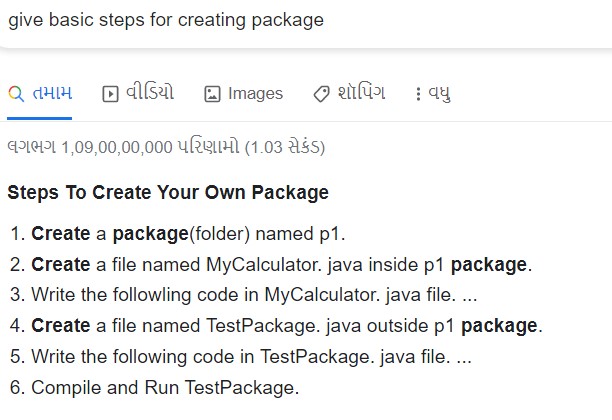 give basic steps for creating package
તમામ વીડિયો Images શૉપિંગ વધુ
લગભગ 1,09,00,00,000 પરિણામો (1.03 સેકંડ)
Steps To Create Your Own Package
1. Create a package(folder) named p1.
2. Create a file named MyCalculator. java inside p1 package.
3. Write the followling code in MyCalculator. java file. ...
4. Create a file named TestPackage. java outside p1 package.
5. Write the following code in TestPackage. java file. ...
6. Compile and Run TestPackage.